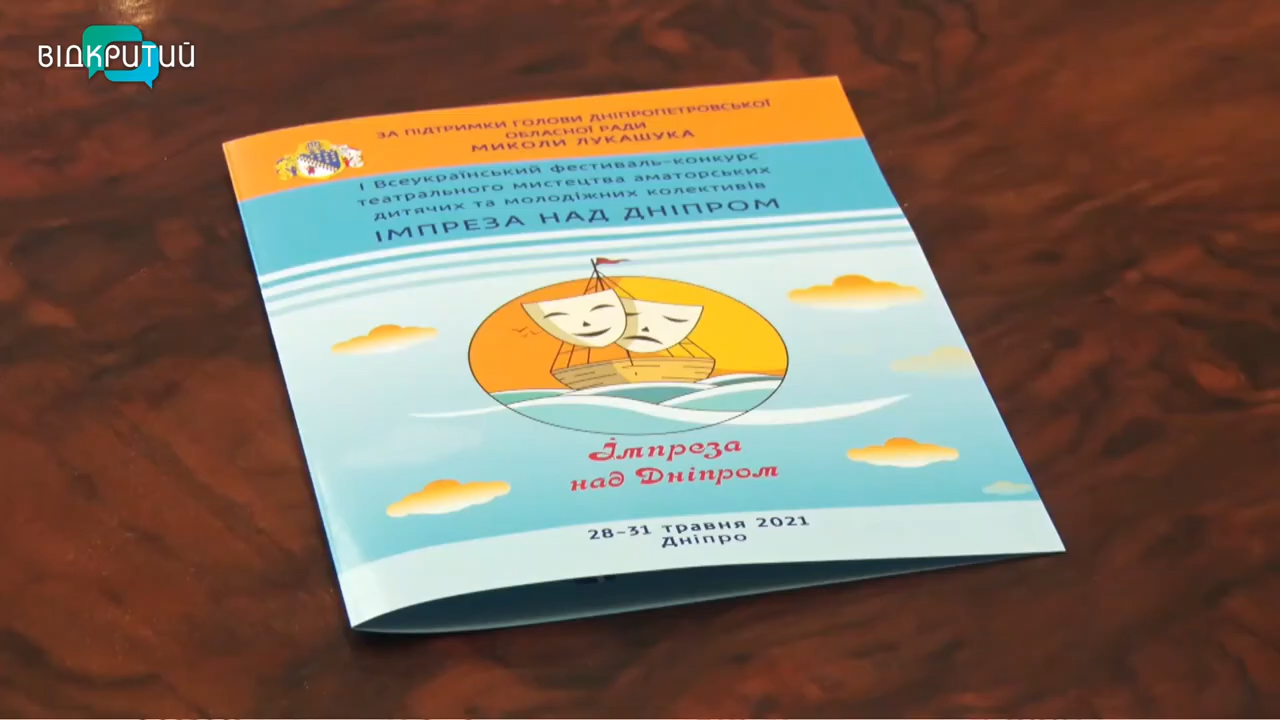 ВІДКРИТИЙ
ЗА ПІДТРИМКИ ГОЛОВИ ДНІПРОПЕТРОВСЬКОЇ
ОБЛАСНОЇ РАДИ
МИКОЛИ ЛУКАШУКА
І Всеукраїнський фестиваль-конкурс
театрального мистецтва аматорських
дитячих та молодіжних колективів
ІМПРЕЗА НАД ДНІПРОМ
Імпреза
над Дніпром
28-31 травня 2021
Дніпро